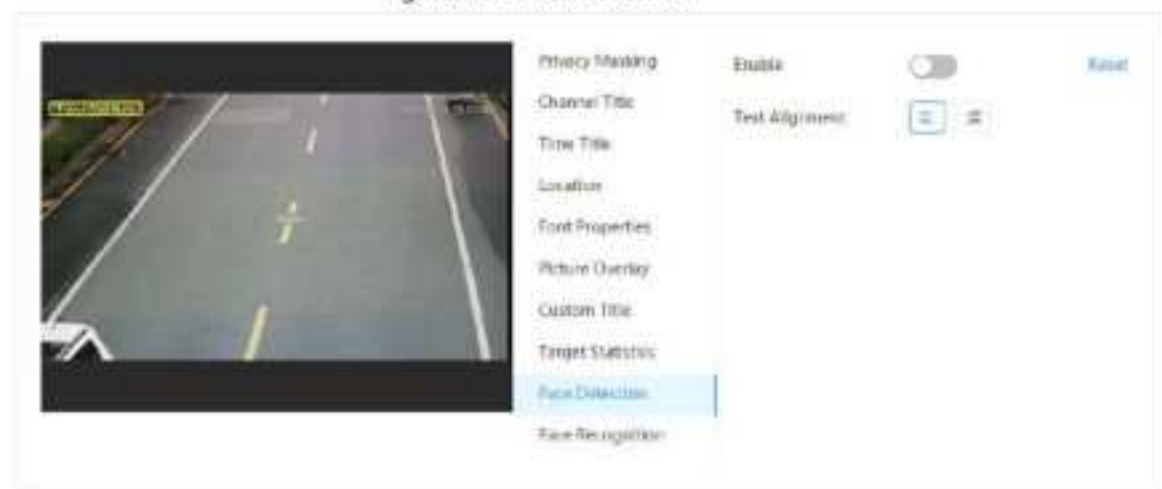 Privacy Masking
Channel Title
Time Title
Location
Font Properties
Picture Overlay
Custom Title
Target Statistics
Face Detection
Face Recognition
Enable
Reset
Text Alignment